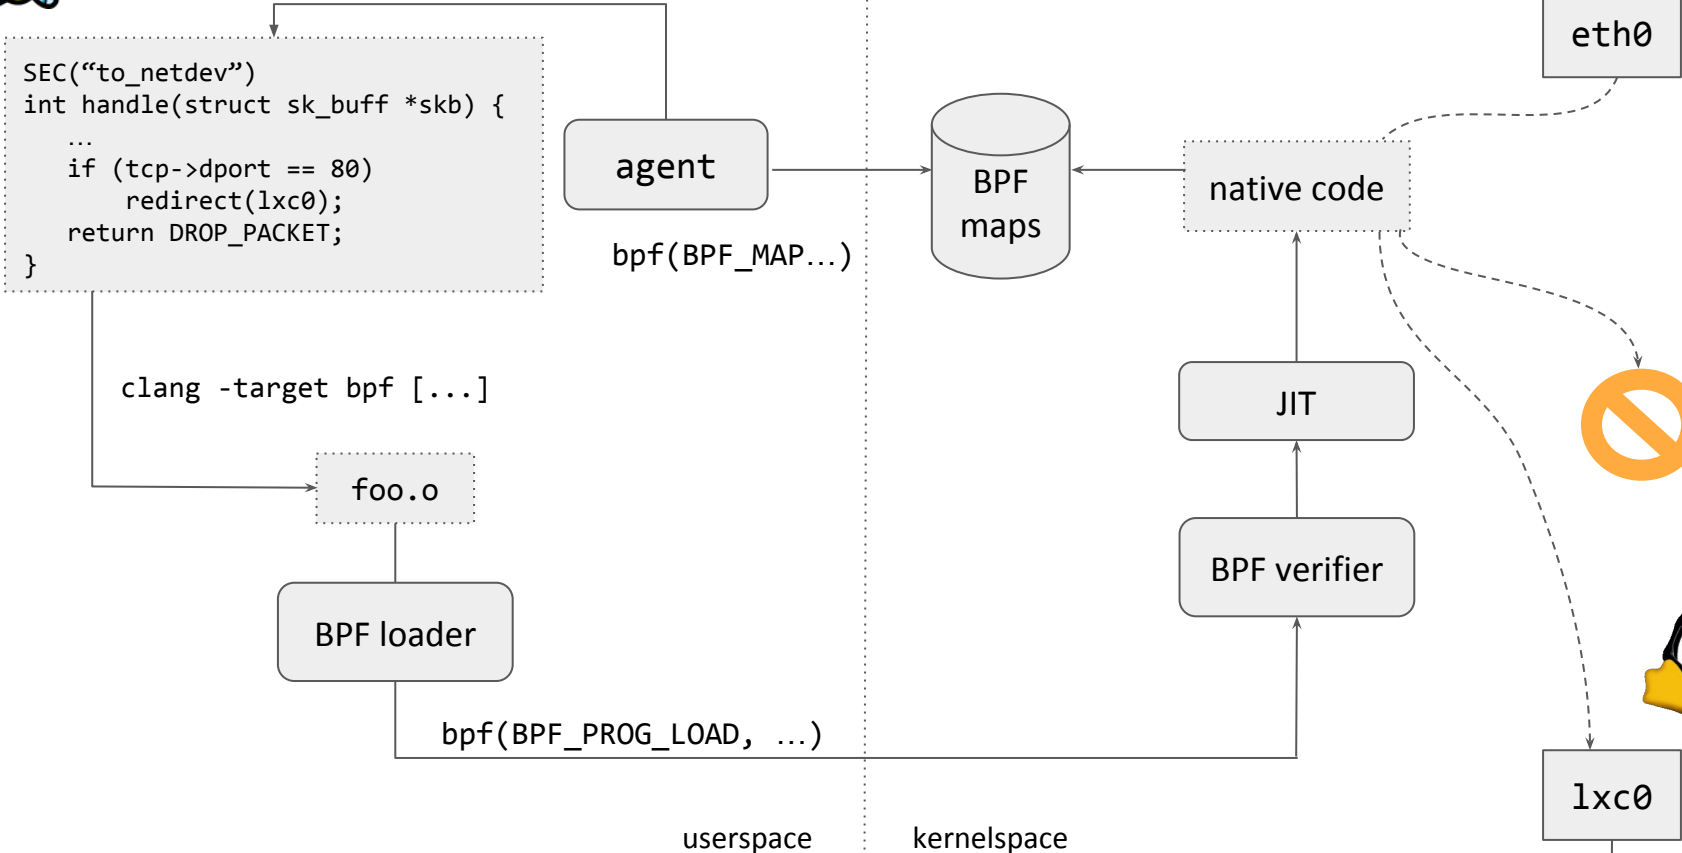 SEC(“to_netdev”)
int handle(struct sk_buff *skb) {
…
if (tcp->dport == 80)
redirect(lxc0);
return DROP_PACKET;
}
agent
bpf(BPF_MAP…)
BPF
maps
native code
eth0
clang -target bpf [...]
JIT
foo.o
BPF verifier
BPF loader
bpf(BPF_PROG_LOAD, …)
lxc0
userspace
kernelspace